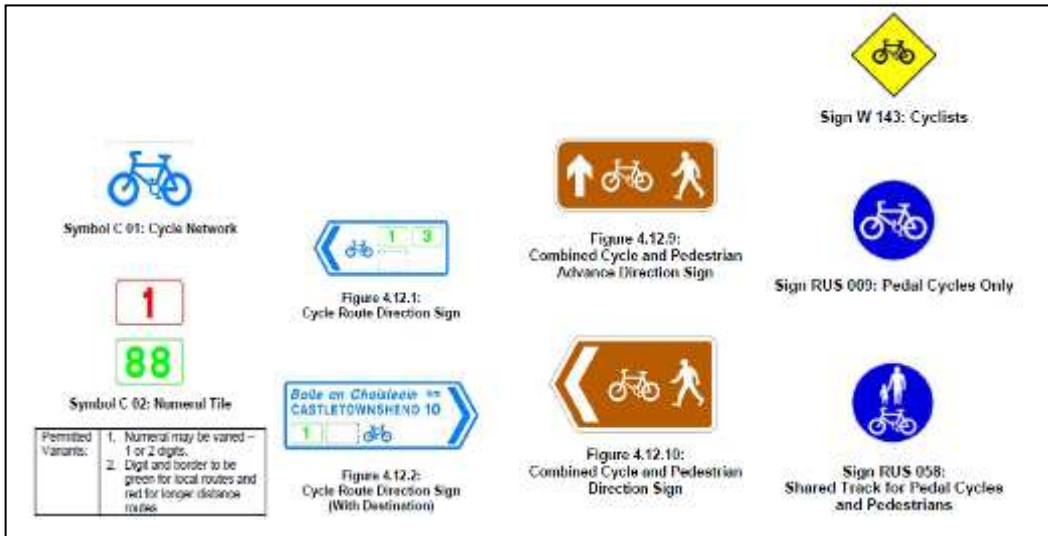 Symbol C 01: Cycle Network
1
88
Symbol C 02: Numeral Tile
Permitted Variants:
1. Numeral may be varied –
1 or 2 digits.
2. Digit and border to be
green for local routes and
red for longer distance
routes
1 3
Figure 4.12.1:
Cycle Route Direction Sign
Baile an Chaisleáin km
CASTLETOWNSHEND 10
1
Figure 4.12.2:
Cycle Route Direction Sign
(With Destination)
Figure 4.12.9:
Combined Cycle and Pedestrian
Advance Direction Sign
Figure 4.12.10:
Combined Cycle and Pedestrian
Direction Sign
Sign W 143: Cyclists
Sign RUS 009: Pedal Cycles Only
Sign RUS 058:
Shared Track for Pedal Cycles
and Pedestrians